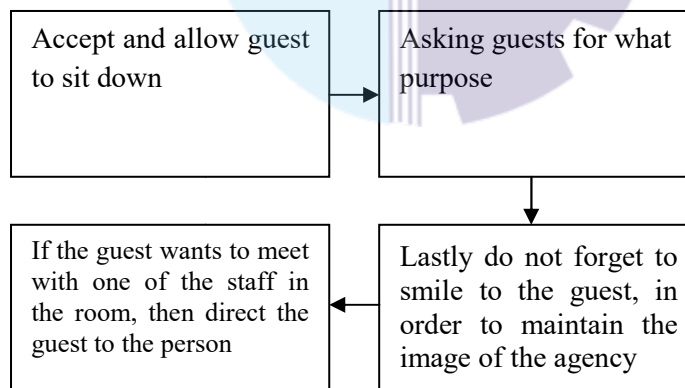 Accept and allow guest
to sit down
Asking guests for what
purpose
Lastly do not forget to
smile to the guest, in
order to maintain the
image of the agency
If the guest wants to meet
with one of the staff in
the room, then direct the
guest to the person